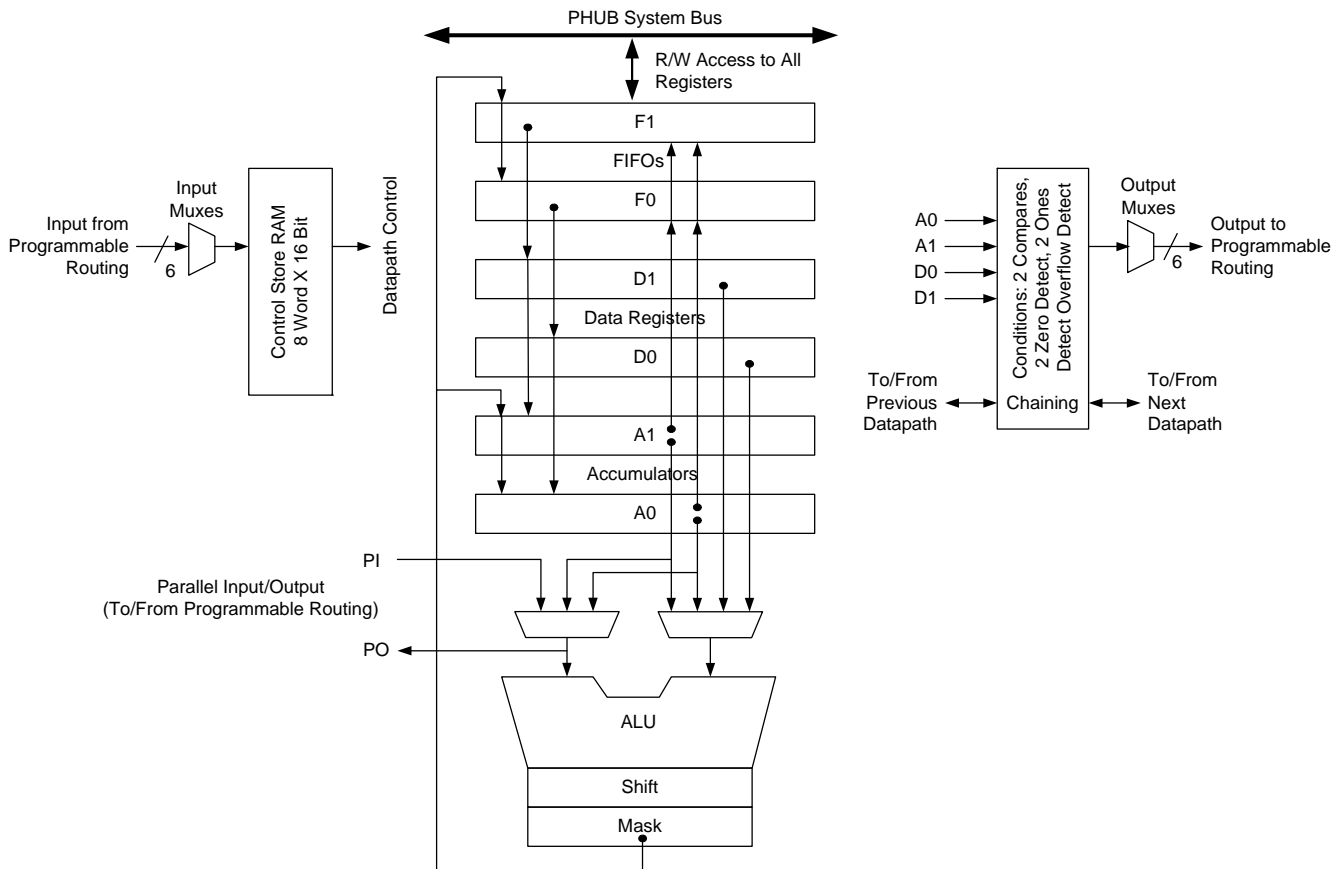 PHUB System Bus
R/W Access to All
Registers
F1
FIFOs
F0
D1
Data Registers
D0
A1
Accumulators
A0
Input from
Programmable
Routing
6
Input
Muxes
Control Store RAM
8 Word X 16 Bit
Datapath Control
A0
A1
D0
D1
Conditions: 2 Compares,
2 Zero Detect, 2 Ones
Detect Overflow Detect
Output
Muxes
6
Output to
Programmable
Routing
To/From
Previous
Datapath
Chaining
To/From
Next
Datapath
PI
Parallel Input/Output
(To/From Programmable Routing)
PO
ALU
Shift
Mask